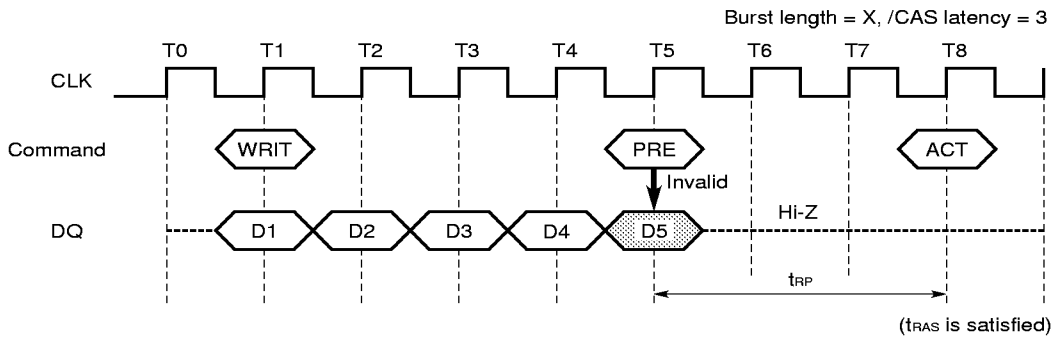 Burst length = X, /CAS latency = 3
T0 T1 T2 T3 T4 T5 T6 T7 T8
CLK
Command WRIT PRE ACT
Invalid
Hi-Z
DQ D1 D2 D3 D4 D5
tRP
(tRAS is satisfied)